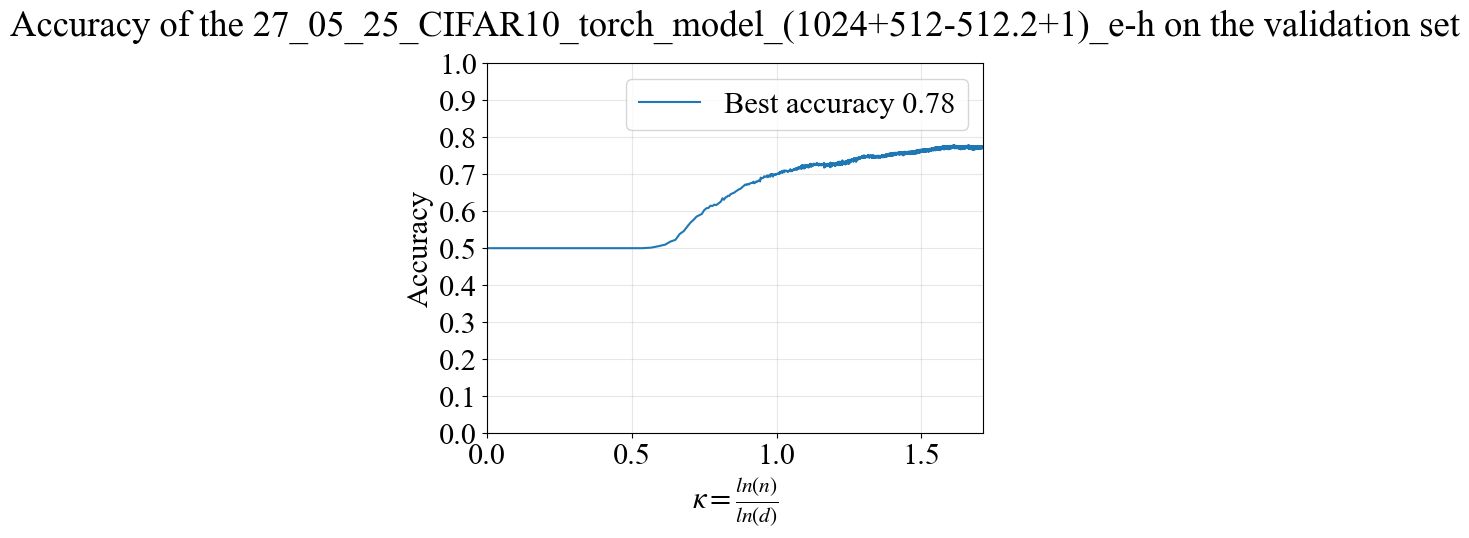 Accuracy of the 27_05_25_CIFAR10_torch_model_(1024+512-512.2+1)_e-h on the validation set
1.0
Best accuracy 0.78
0.9
0.8
0.7
0.6
0.5
0.4
0.3
0.2
0.1
0.0
Accuracy
0.0 0.5 1.0 1.5
κ = ln(n) / ln(d)